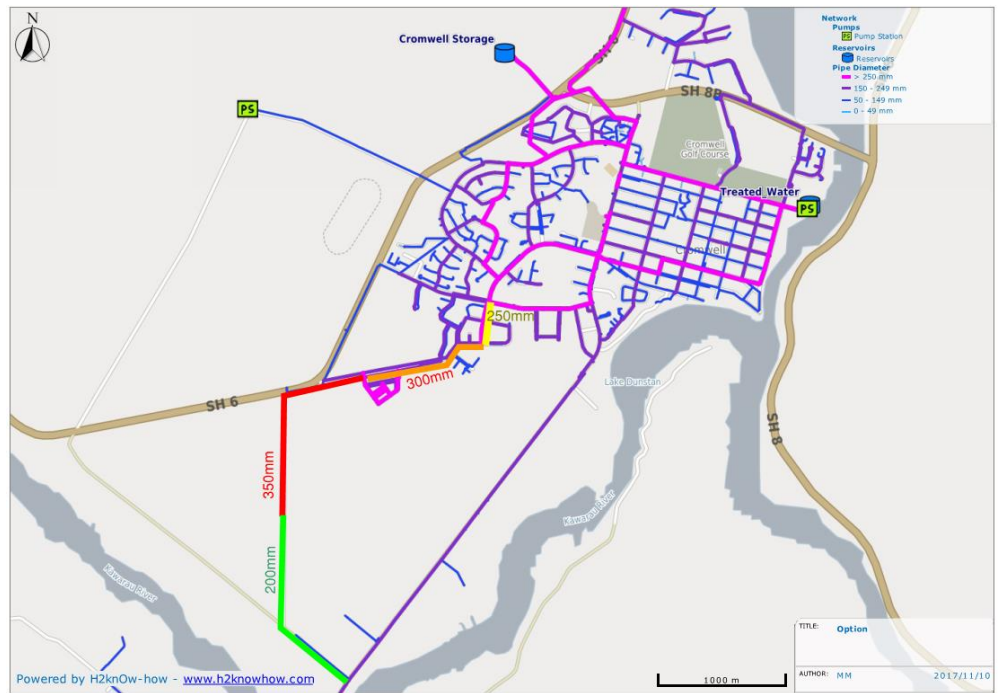 N
Cromwell Storage
PS
SH 6
SH 8B
Cromwell
Golf Course
Treated_Water
PS
Cromwell
250mm
300mm
Lake Dunstan
SH 6
SH 8
350mm
Kawarau River
200mm
Kawarau River
Network
Pumps
PS Pump Station
Reservoirs
Reservoirs
Pipe Diameter
> 250 mm
150 - 249 mm
50 - 149 mm
0 - 49 mm
Powered by H2knOw-how - www.h2knowhow.com
1000 m
TITLE: Option
AUTHOR: MM 2017/11/10